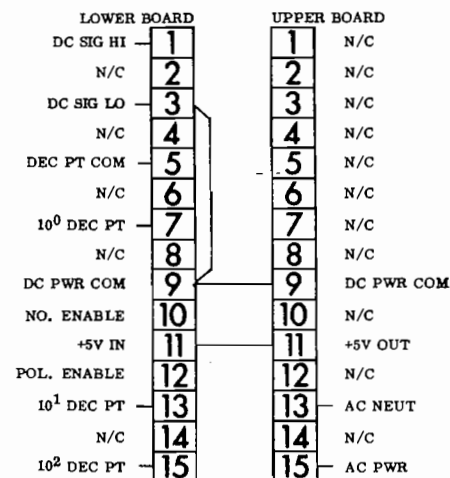 LOWER BOARD UPPER BOARD
DC SIG HI 1 1 N/C
N/C 2 2 N/C
DC SIG LO 3 3 N/C
N/C 4 4 N/C
DEC PT COM 5 5 N/C
N/C 6 6 N/C
10⁰ DEC PT 7 7 N/C
N/C 8 8 N/C
DC PWR COM 9 9 DC PWR COM
NO. ENABLE 10 10 N/C
+5V IN 11 11 +5V OUT
POL. ENABLE 12 12 N/C
10¹ DEC PT 13 13 AC NEUT
N/C 14 14 N/C
10² DEC PT 15 15 AC PWR